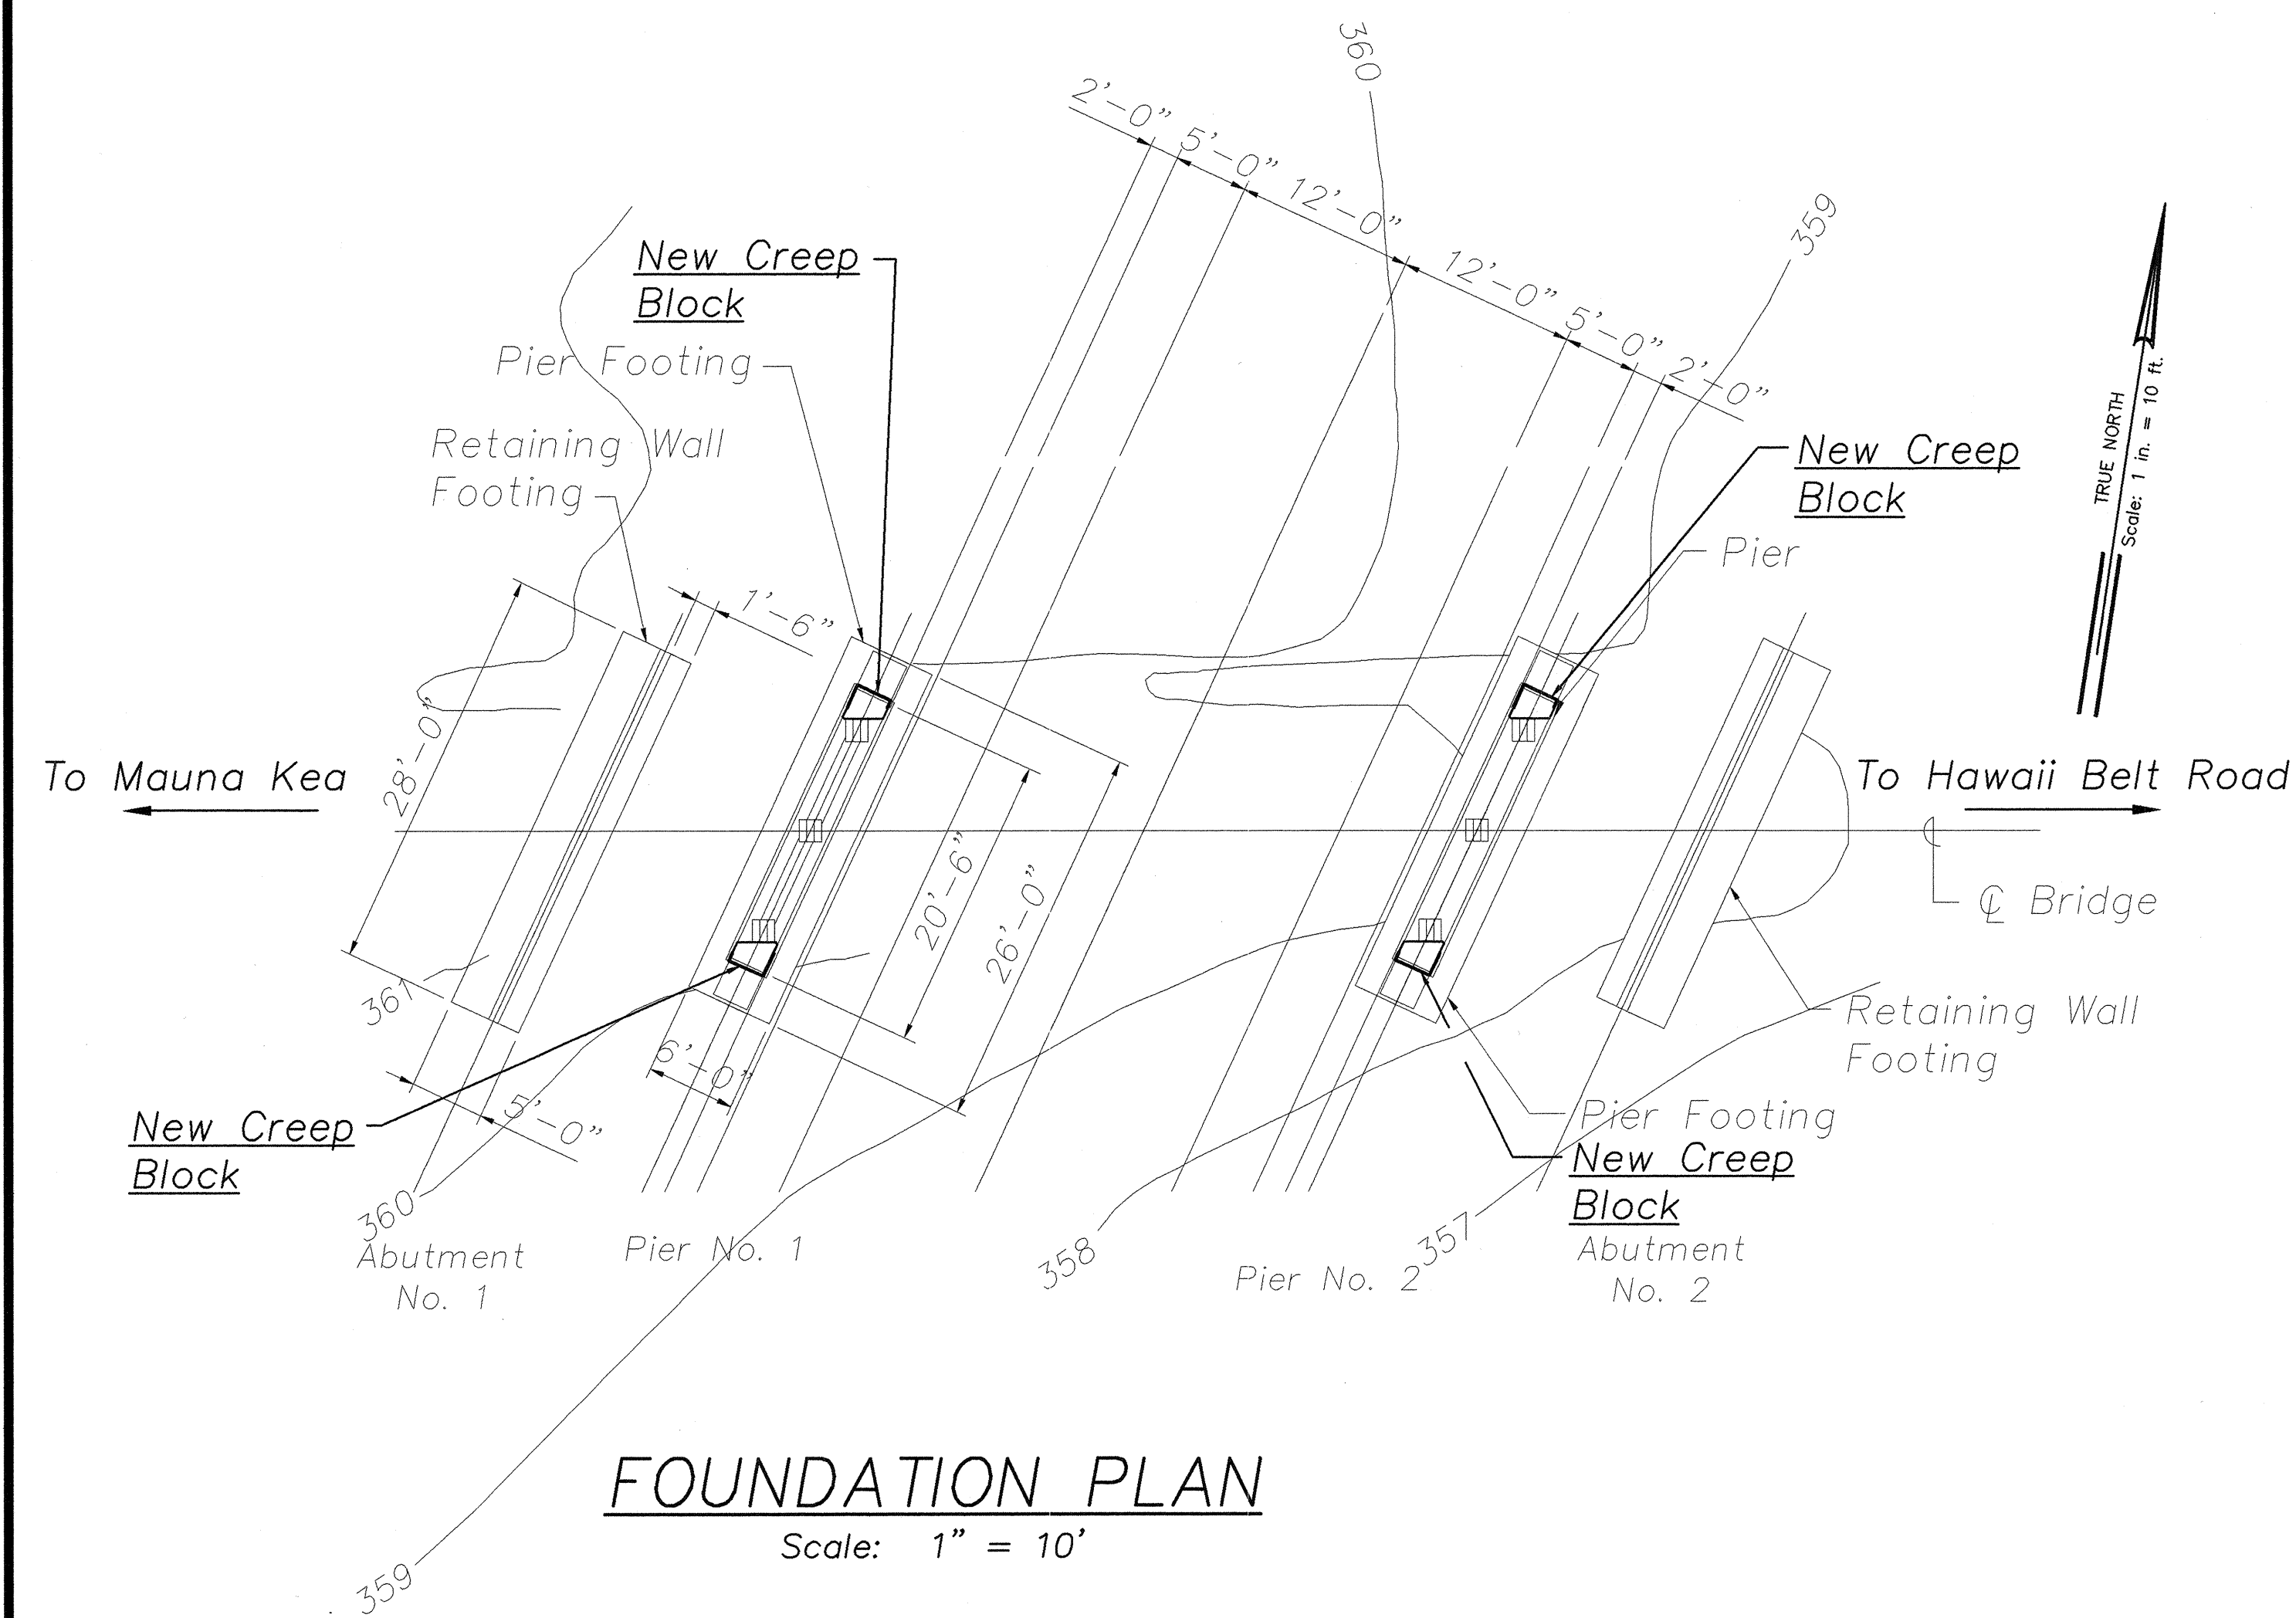 360
2'-0"
5'-0"
12'-0"
12'-0"
5'-0"
2'-0"
359
New Creep
Block
Pier Footing
Retaining Wall
Footing
New Creep
Block
Pier
TRUE NORTH
Scale: 1 in. = 10 ft.
1'-6"
28'-0"
To Mauna Kea
To Hawaii Belt Road
20'-6"
26'-0"
℄ Bridge
361
6'-0"
5'-0"
Retaining Wall
Footing
New Creep
Block
Pier Footing
New Creep
Block
360
Abutment
No. 1
Pier No. 1
358
Pier No. 2
357
Abutment
No. 2
359
FOUNDATION PLAN
Scale: 1" = 10'